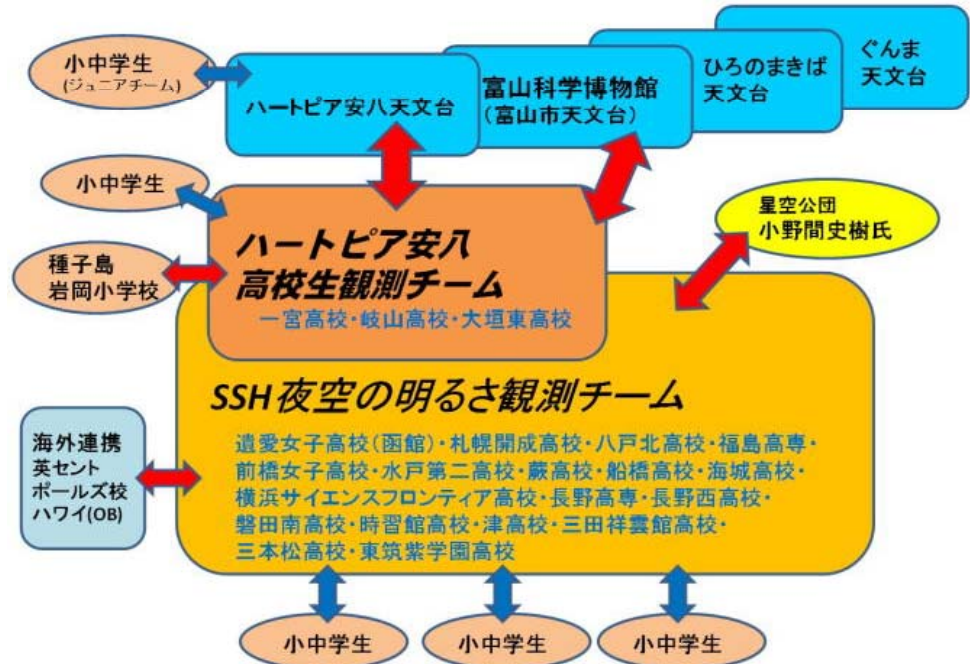 小中学生
(ジュニアチーム)
ハートピア安八天文台
富山科学博物館
(富山市天文台)
ひろのまきば
天文台
ぐんま
天文台
小中学生
種子島
岩岡小学校
ハートピア安八
高校生観測チーム
一宮高校・岐山高校・大垣東高校
星空公団
小野間史樹氏
SSH夜空の明るさ観測チーム
遺愛女子高校(函館)・札幌開成高校・八戸北高校・福島高専・
前橋女子高校・水戸第二高校・蕨高校・船橋高校・海城高校・
横浜サイエンスフロンティア高校・長野高専・長野西高校・
磐田南高校・時習館高校・津高校・三田祥雲館高校・
三本松高校・東筑紫学園高校
海外連携
英セント
ポールズ校
ハワイ(OB)
小中学生
小中学生
小中学生